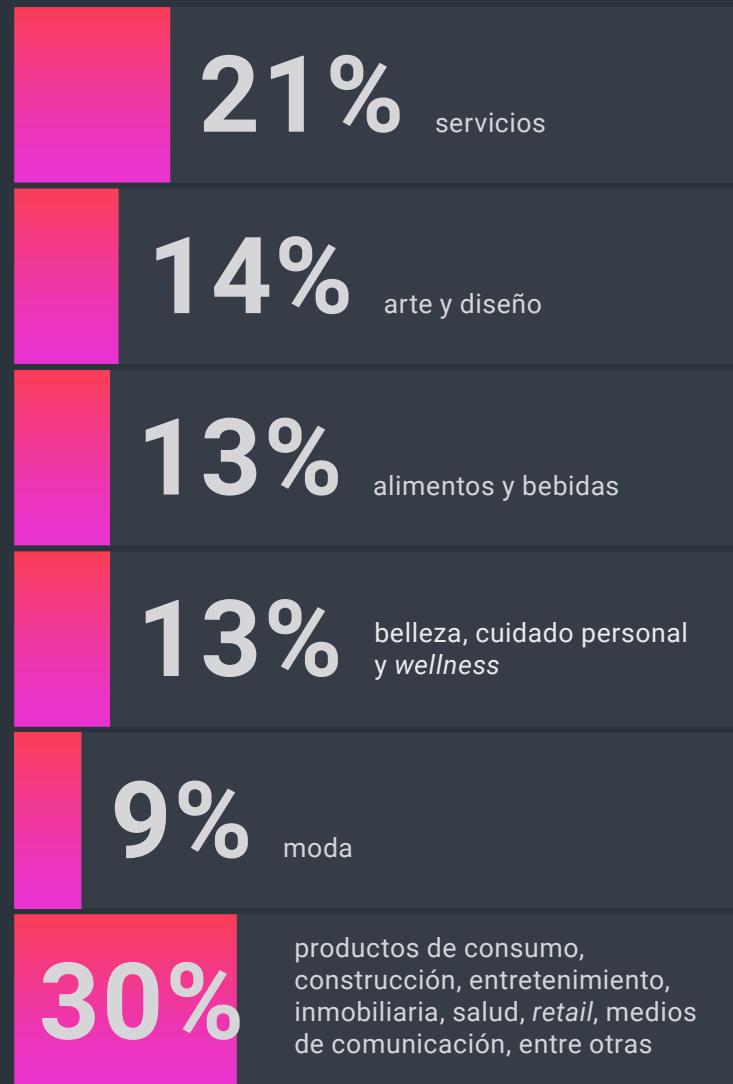 21% servicios
14% arte y diseño
13% alimentos y bebidas
13% belleza, cuidado personal
y wellness
9% moda
30% productos de consumo,
construcción, entretenimiento,
inmobiliaria, salud, retail, medios
de comunicación, entre otras